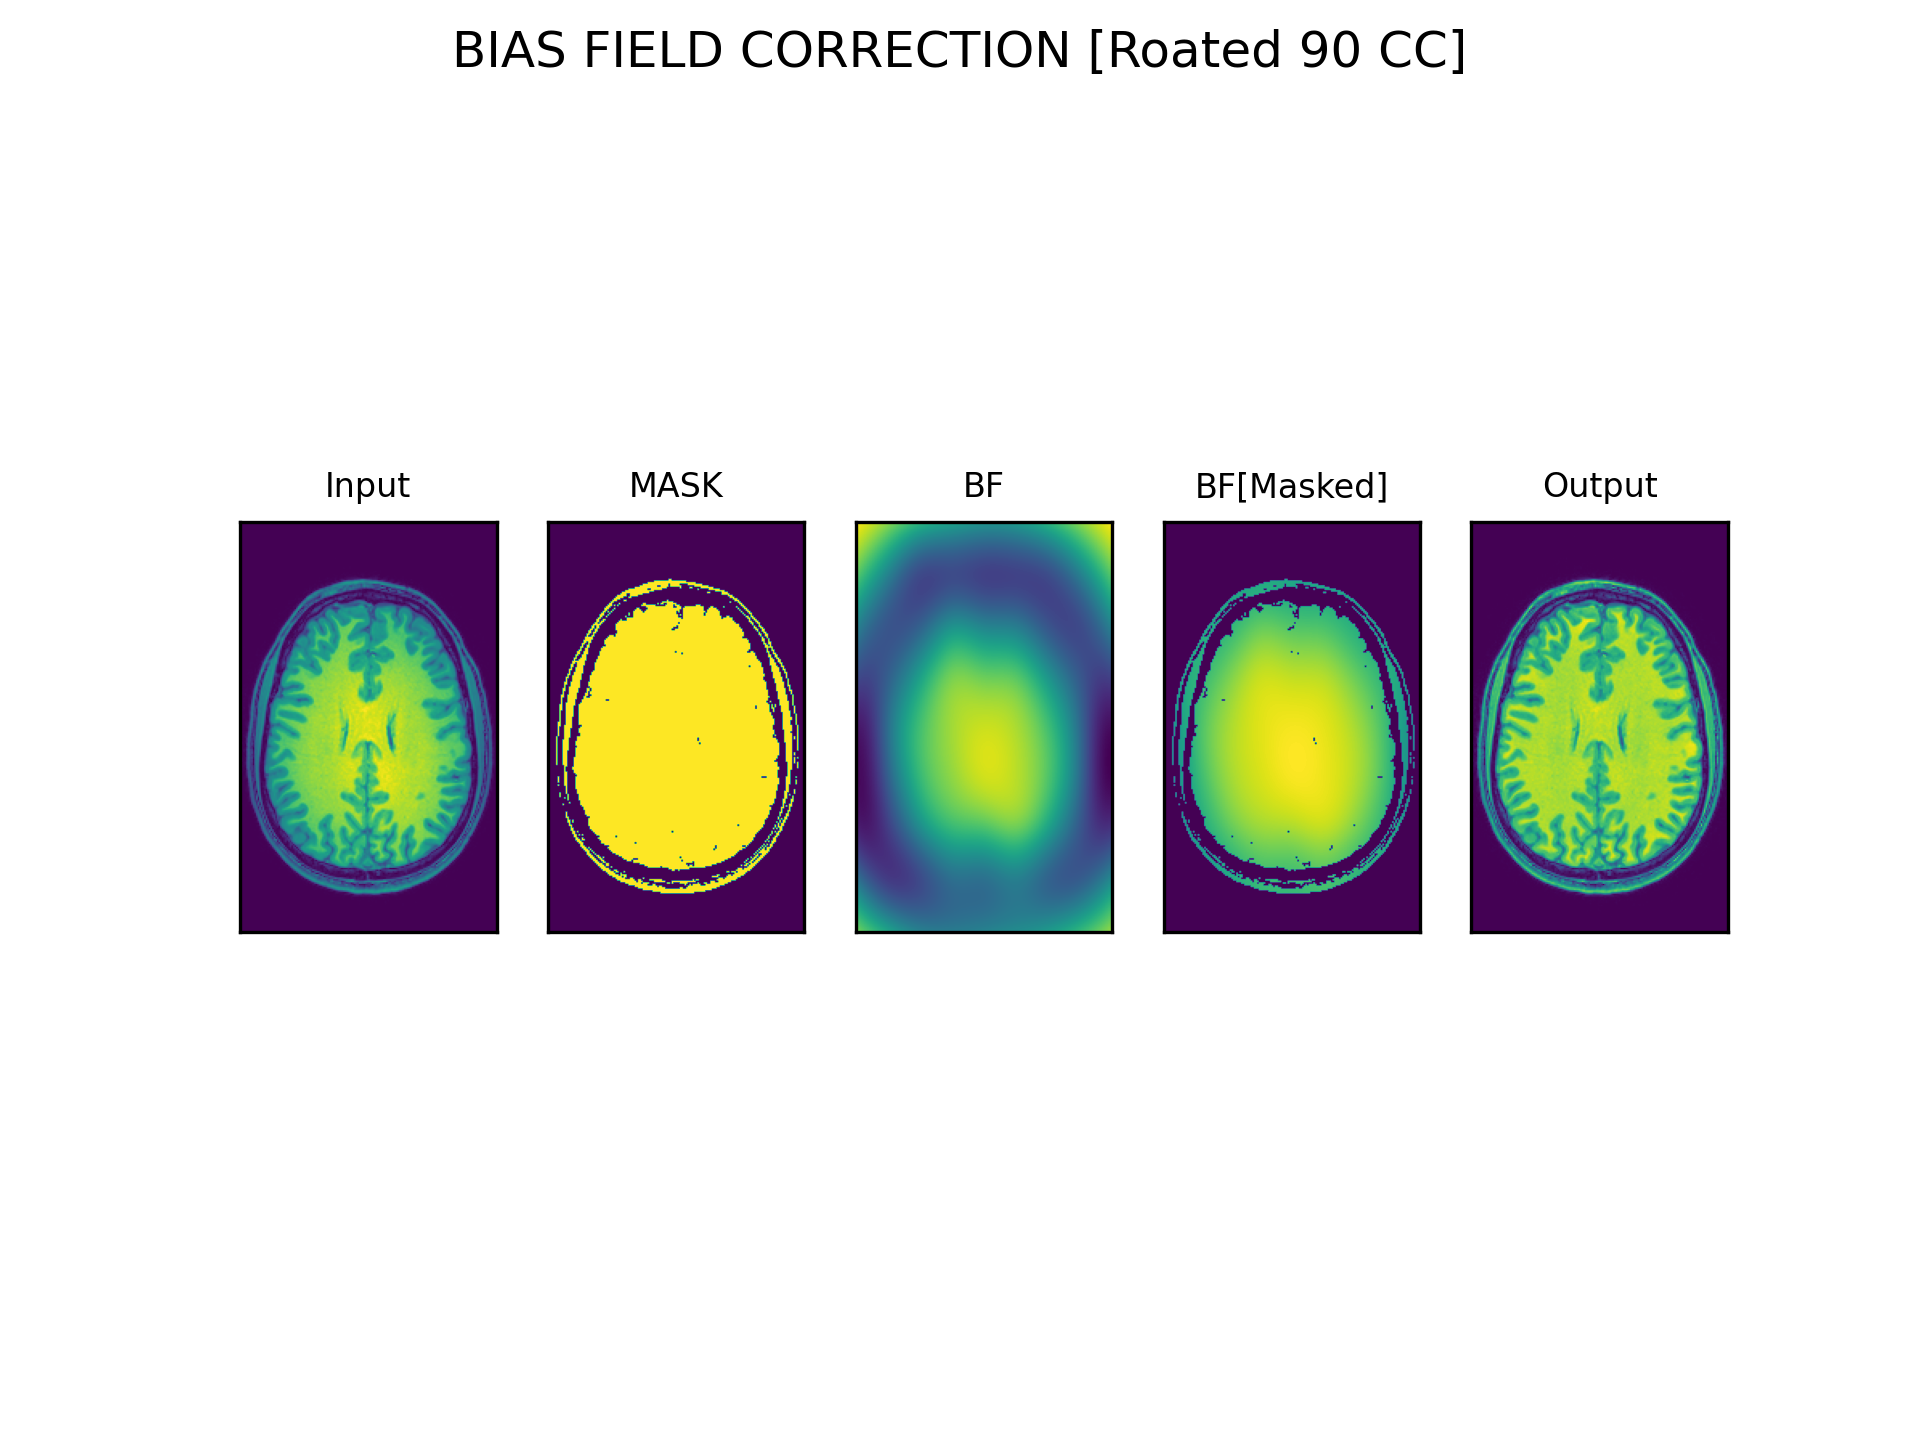 BIAS FIELD CORRECTION [Roated 90 CC]
Input
MASK
BF
BF[Masked]
Output